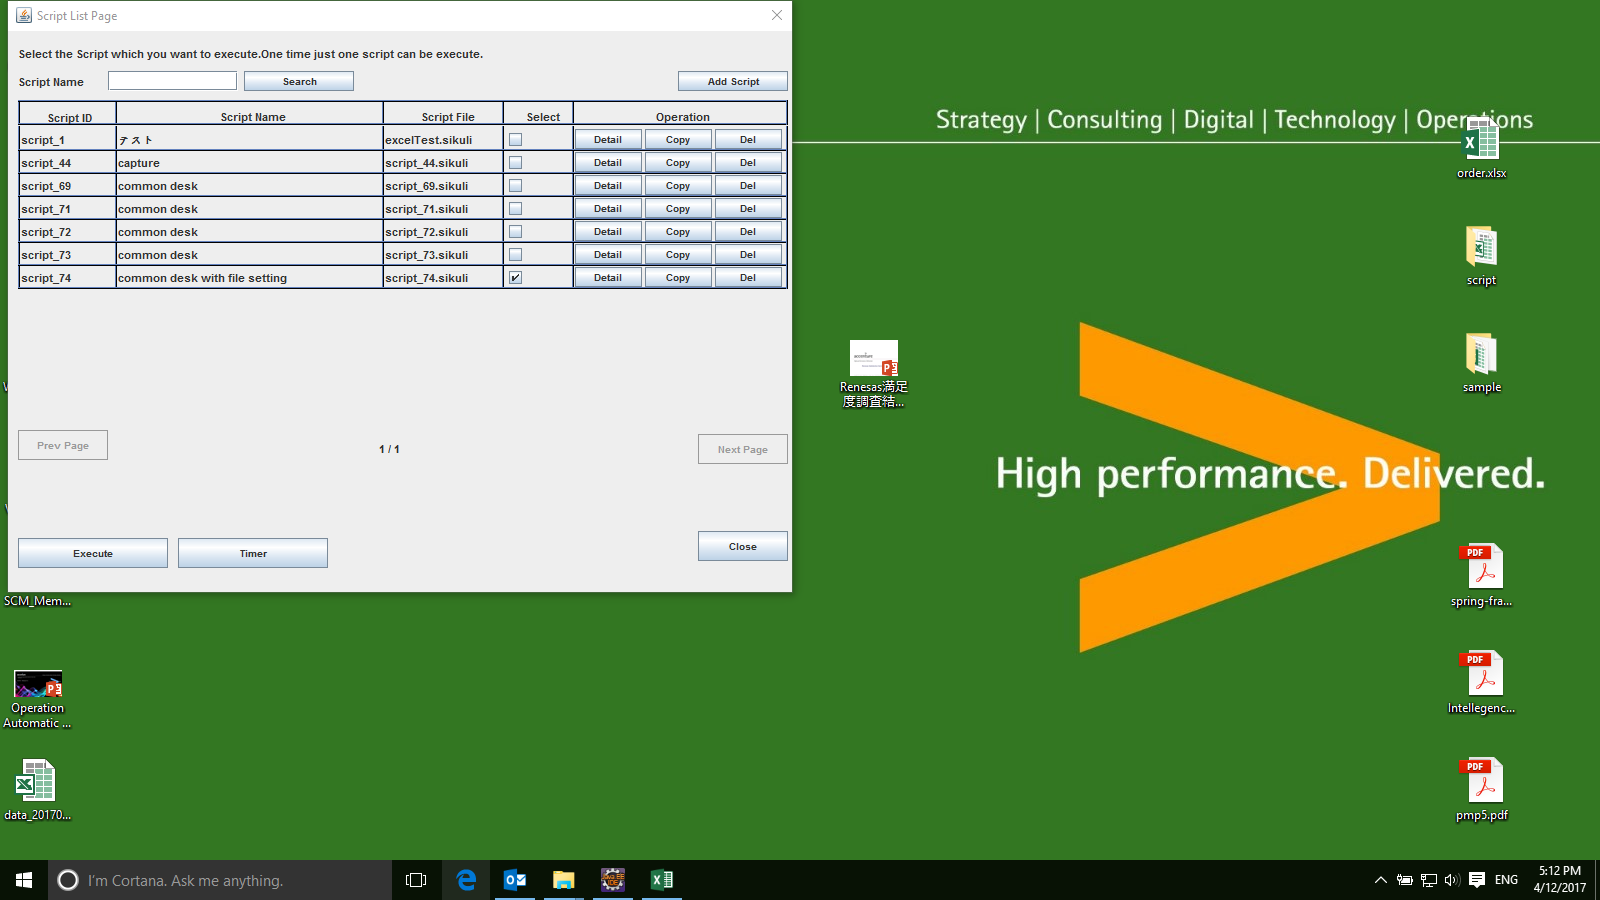 Script List Page
Select the Script which you want to execute.One time just one script can be execute.
Script Name Search Add Script
Script ID Script Name Script File Select Operation
script_1 テスト excelTest.sikuli Detail Copy Del
script_44 capture script_44.sikuli Detail Copy Del
script_69 common desk script_69.sikuli Detail Copy Del
script_71 common desk script_71.sikuli Detail Copy Del
script_72 common desk script_72.sikuli Detail Copy Del
script_73 common desk script_73.sikuli Detail Copy Del
script_74 common desk with file setting script_74.sikuli Detail Copy Del
Prev Page 1 / 1 Next Page
Execute Timer Close
Strategy | Consulting | Digital | Technology | Operations
order.xlsx
script
sample
Renesas満足
度調査結...
High performance. Delivered.
spring-fra...
Intellegenc...
pmp5.pdf
SCM_Mem...
Operation
Automatic ...
data_20170...
I'm Cortana. Ask me anything.
ENG
5:12 PM
4/12/2017